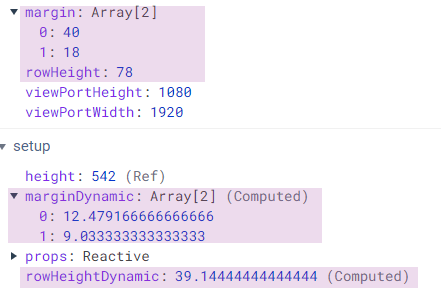 margin: Array[2]
0: 40
1: 18
rowHeight: 78
viewPortHeight: 1080
viewPortWidth: 1920
setup
height: 542 (Ref)
marginDynamic: Array[2] (Computed)
0: 12.479166666666666
1: 9.033333333333333
props: Reactive
rowHeightDynamic: 39.14444444444444 (Computed)